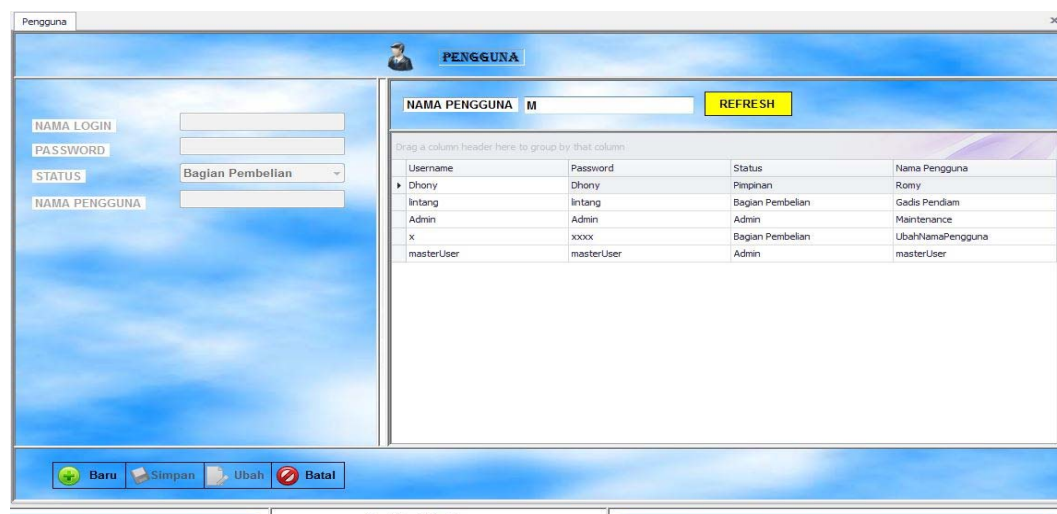 Pengguna
PENGGUNA
NAMA PENGGUNA M REFRESH
NAMA LOGIN
PASSWORD
STATUS Bagian Pembelian
NAMA PENGGUNA
Drag a column header here to group by that column
Username Password Status Nama Pengguna
Dhony Dhony Pimpinan Romy
lintang lintang Bagian Pembelian Gadis Pendiam
Admin Admin Admin Maintenance
x xxxx Bagian Pembelian UbahNamaPengguna
masterUser masterUser Admin masterUser
Baru Simpan Ubah Batal